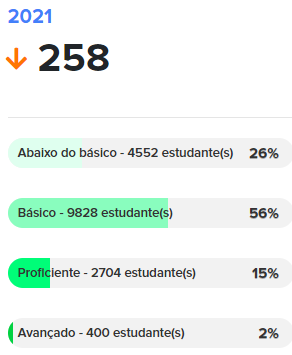 2021
258
Abaixo do básico - 4552 estudante(s) 26%
Básico - 9828 estudante(s) 56%
Proficiente - 2704 estudante(s) 15%
Avançado - 400 estudante(s) 2%